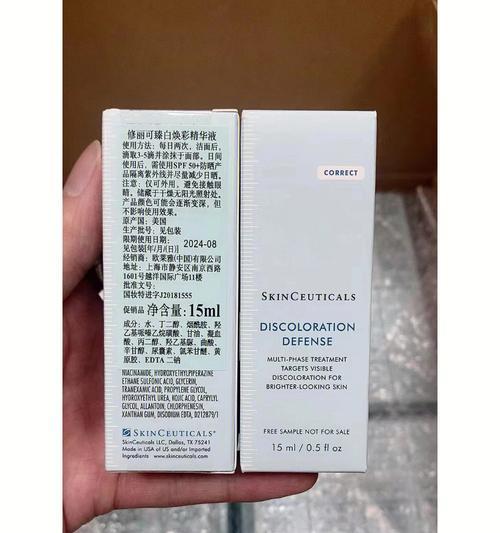 修丽可臻白焕彩精华液
使用方法：每日两次，洁面后，
滴取3-5滴并涂抹于面部。日间
使用后，需使用SPF 50+防晒产
品隔离紫外线并尽量减少日晒。
注意：仅可外用，避免接触眼
睛。储藏于干燥无阳光照射处。
产品颜色可能会逐渐变深，但
不影响使用效果。
原产国：美国
生产批号：见包装
限期使用日期：
见包装[年/月/日] 2024-08
经销商：欧莱雅(中国)有限公司
地址：上海市静安区南京西路
1601号越洋国际广场11楼
批准文号：
国妆特进字J20181555
促销品 净含量：15ml
成分：水、丁二醇、烟酰胺、羟
乙基哌嗪乙烷磺酸、甘油、凝血
酸、丙二醇、羟乙基脲、曲酸、
辛甘醇、尿囊素、氯苯甘醚、黄
原胶、EDTA 二钠
NIACINAMIDE, HYDROXYETHYLPIPERAZINE
ETHANE SULFONIC ACID, GLYCERIN,
TRANEXAMIC ACID, PROPYLENE GLYCOL,
HYDROXYETHYL UREA, KOJIC ACID, CAPRYLYL
GLYCOL, ALLANTOIN, CHLORPHENESIN,
XANTHAN GUM, DISODIUM EDTA, D212879/1
SKINCEUTICALS
SkinCeuticals LLC, Dallas, TX 75241
Made in USA of US and/or Imported
Ingredients www.skinceuticals.com
CORRECT
SKINCEUTICALS
DISCOLORATION
DEFENSE
MULTI-PHASE TREATMENT
TARGETS VISIBLE
DISCOLORATION FOR
BRIGHTER-LOOKING SKIN
FREE SAMPLE NOT FOR SALE
15 ml / 0.5 fl oz